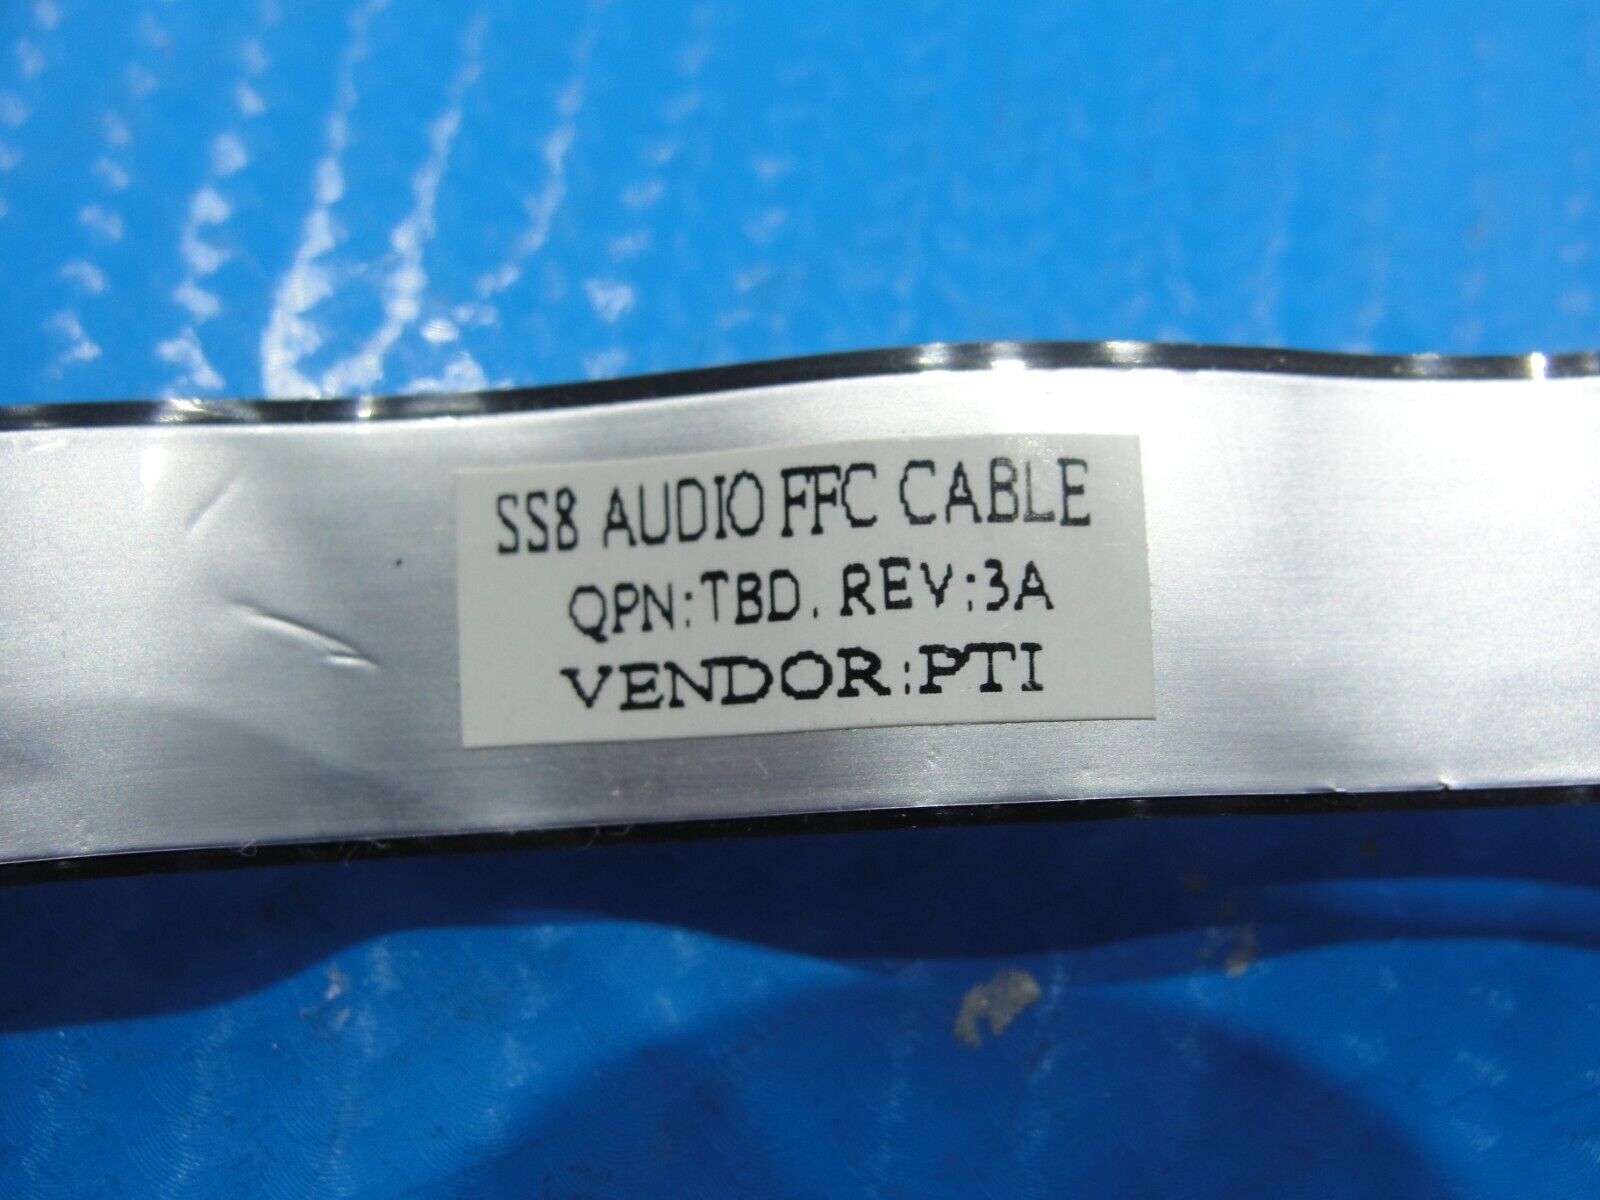 SS8 AUDIO FFC CABLE
QPN:TBD. REV:3A
VENDOR:PTI